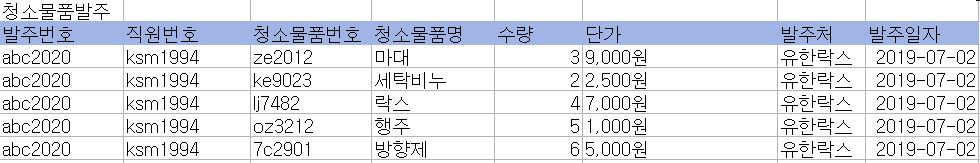 청소물품발주
발주번호 직원번호 청소물품번호 청소물품명 수량 단가 발주처 발주일자
abc2020 ksm1994 ze2012 마대 3 9,000원 유한락스 2019-07-02
abc2020 ksm1994 ke9023 세탁비누 2 2,500원 유한락스 2019-07-02
abc2020 ksm1994 lj7482 락스 4 7,000원 유한락스 2019-07-02
abc2020 ksm1994 oz3212 행주 5 1,000원 유한락스 2019-07-02
abc2020 ksm1994 7c2901 방향제 6 5,000원 유한락스 2019-07-02